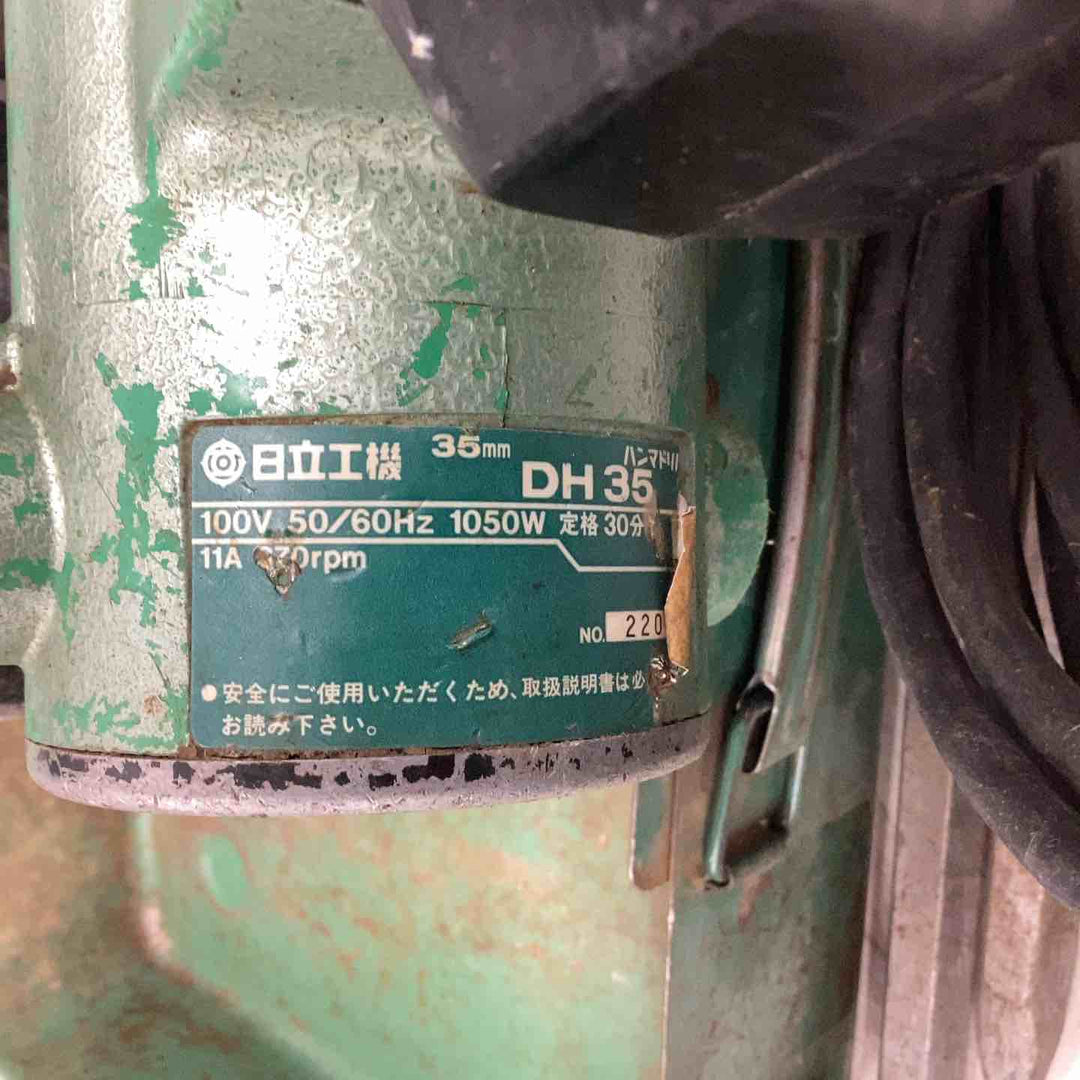 日立工機 35mm ハンマドリ
DH 35
100V 50/60Hz 1050W 定格 30分
11A 30rpm
NO. 220
●安全にご使用いただくため、取扱説明書は必
お読み下さい。